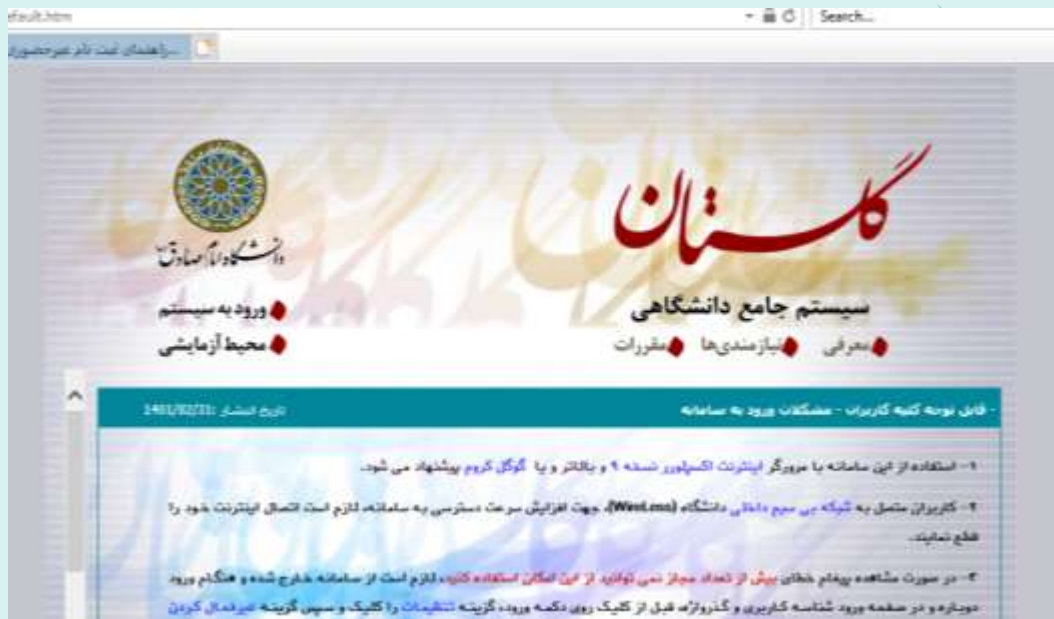 efault.htm
Search...
راهنمای ثبت نام غیرحضوری...
گلستان
دانشگاه امام صادق
سیستم جامع دانشگاهی
ورود به سیستم
معرفی نیازمندی‌ها مقررات
محیط آزمایشی
- قابل توجه کلیه کاربران - مشکلات ورود به سامانه
تاریخ انتشار:
۱- استفاده از این سامانه با مرورگر اینترنت اکسپلورر نسخه ۹ و بالاتر و یا گوگل کروم پیشنهاد می شود.
۲- کاربران متصل به شبکه بی سیم داخلی دانشگاه جهت افزایش سرعت دسترسی به سامانه، لازم است اتصال اینترنت خود را
قطع نمایند.
۳- در صورت مشاهده پیغام خطای بیش از تعداد مجاز نمی توانید از این امکان استفاده کنید، لازم است از سامانه خارج شده و هنگام ورود
دوباره و در صفحه ورود شناسه کاربری و گذرواژه، قبل از کلیک روی دکمه ورود، گزینه تنظیمات را کلیک و سپس گزینه غیرفعال کردن